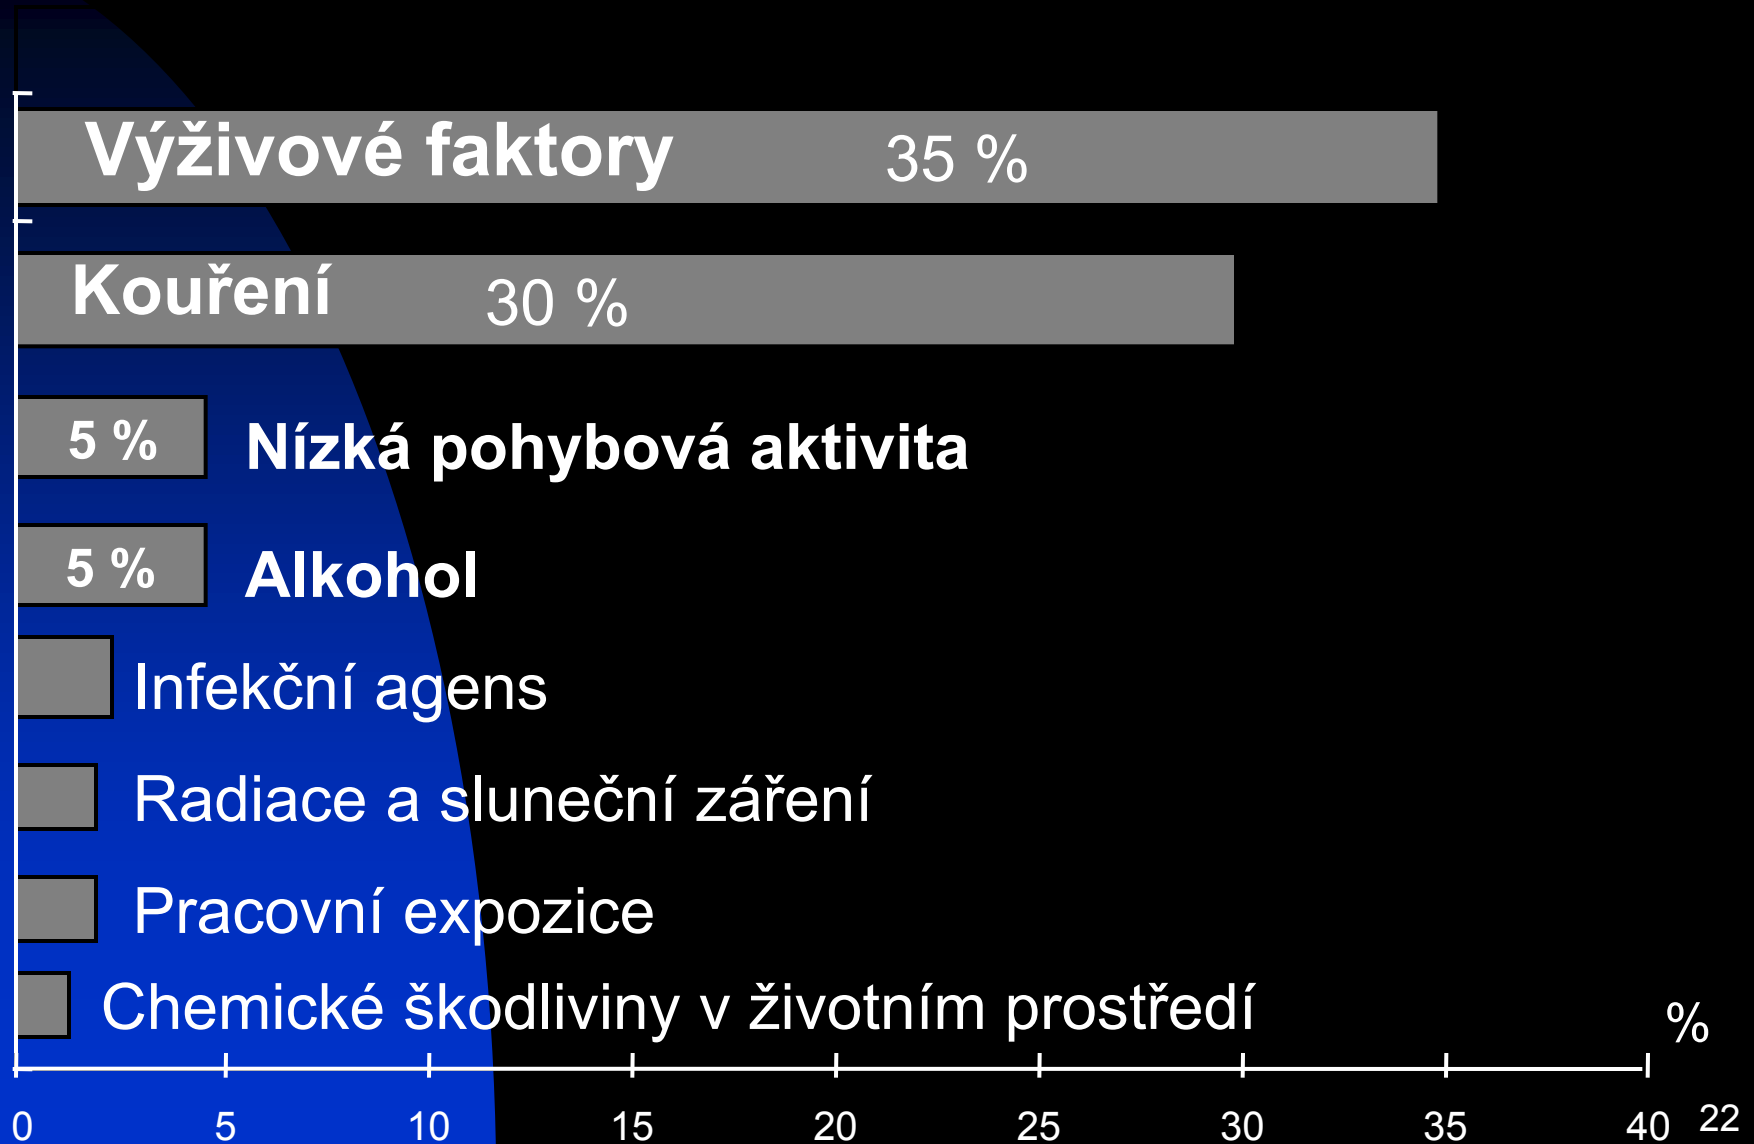 Výživové faktory 35 %
Kouření 30 %
5 % Nízká pohybová aktivita
5 % Alkohol
Infekční agens
Radiace a sluneční záření
Pracovní expozice
Chemické škodliviny v životním prostředí %
0 5 10 15 20 25 30 35 40 22